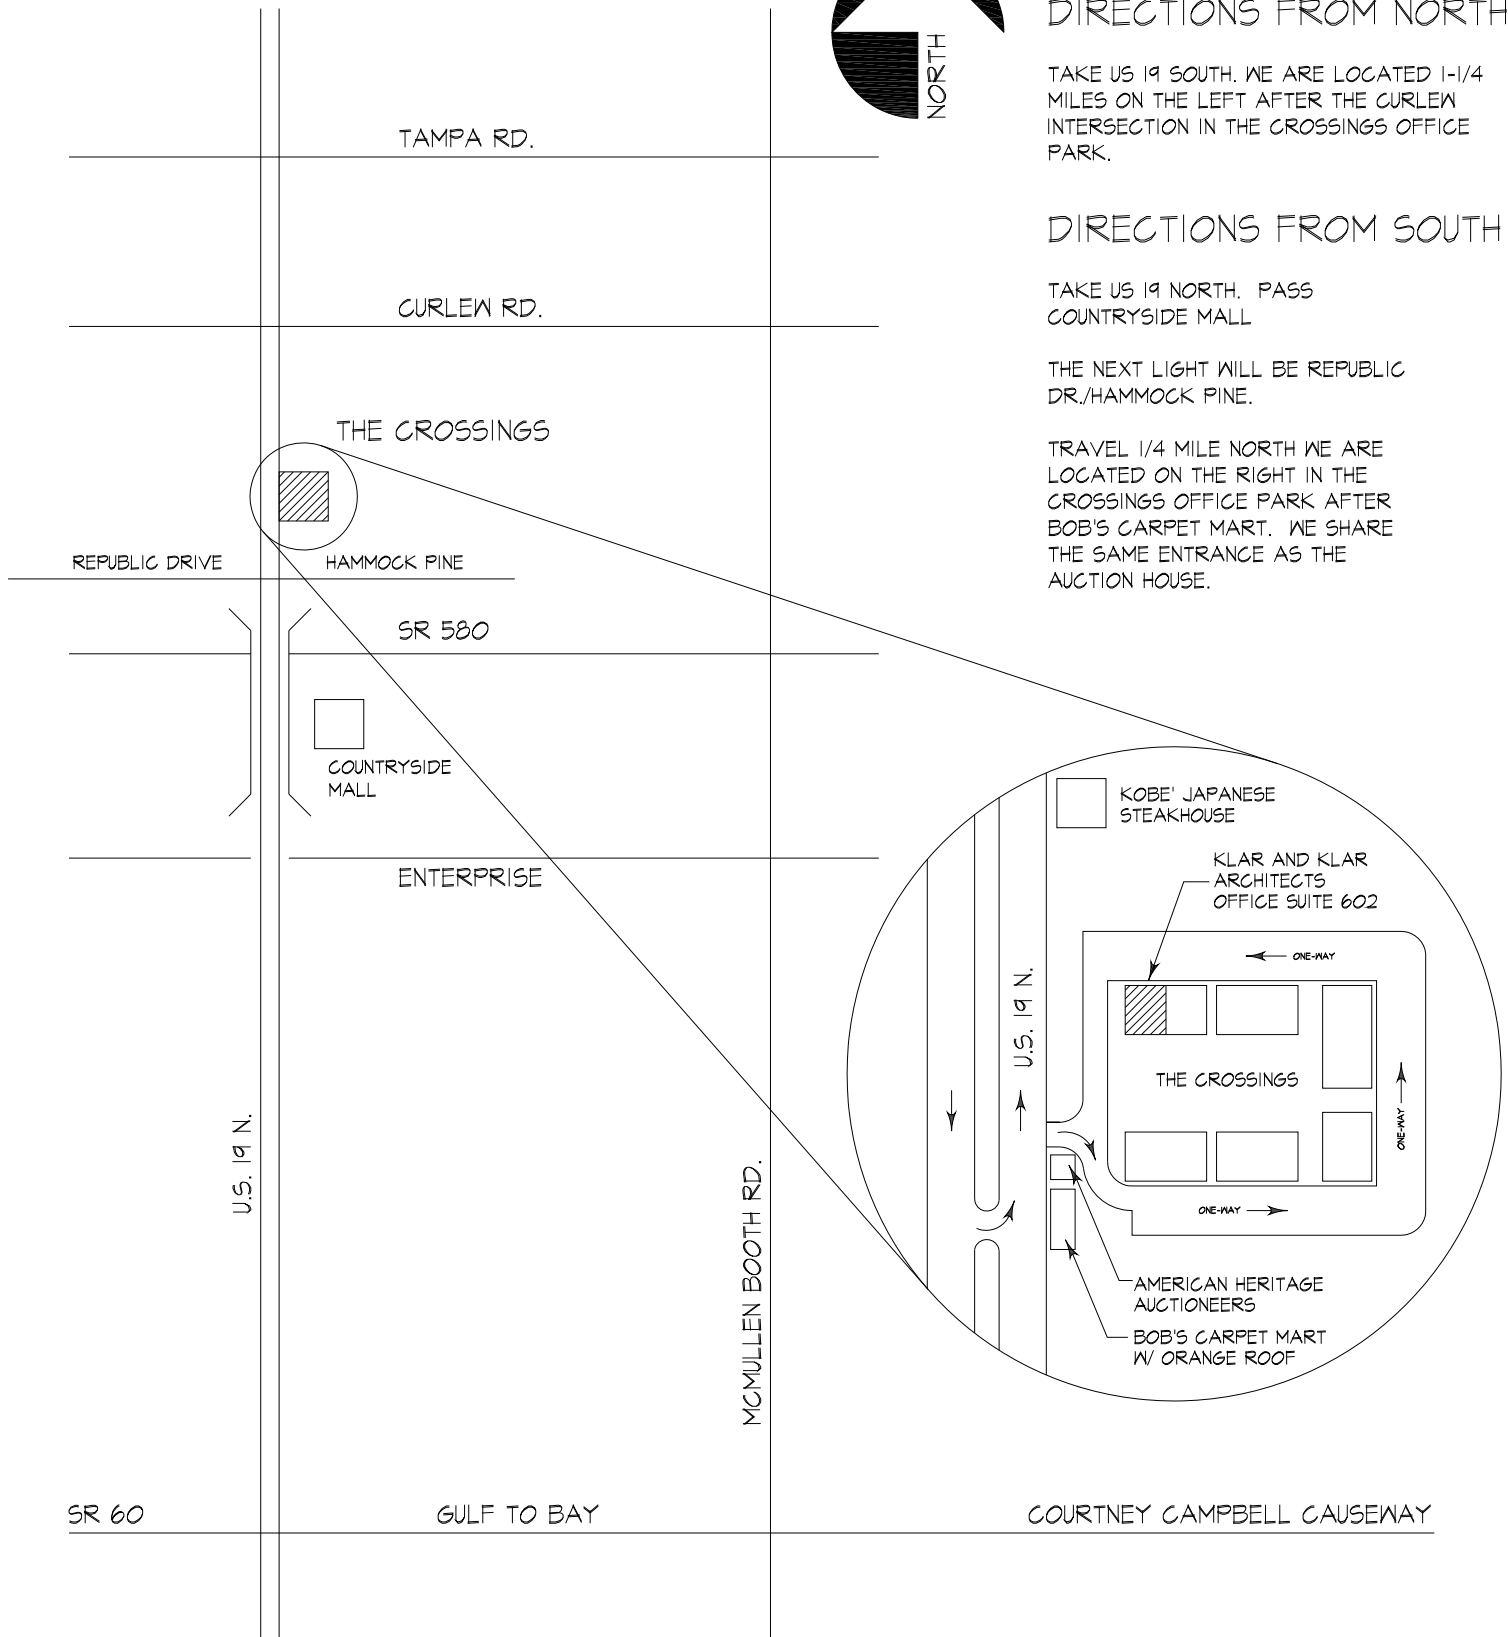 DIRECTIONS FROM NORTH
TAKE US 19 SOUTH. WE ARE LOCATED 1-1/4
MILES ON THE LEFT AFTER THE CURLEW
INTERSECTION IN THE CROSSINGS OFFICE
PARK.
DIRECTIONS FROM SOUTH
TAKE US 19 NORTH. PASS
COUNTRYSIDE MALL
THE NEXT LIGHT WILL BE REPUBLIC
DR./HAMMOCK PINE.
TRAVEL 1/4 MILE NORTH WE ARE
LOCATED ON THE RIGHT IN THE
CROSSINGS OFFICE PARK AFTER
BOB'S CARPET MART. WE SHARE
THE SAME ENTRANCE AS THE
AUCTION HOUSE.
NORTH
TAMPA RD.
CURLEW RD.
THE CROSSINGS
REPUBLIC DRIVE
HAMMOCK PINE
SR 580
COUNTRYSIDE
MALL
ENTERPRISE
U.S. 19 N.
MCMULLEN BOOTH RD.
SR 60
GULF TO BAY
COURTNEY CAMPBELL CAUSEWAY
KOBE' JAPANESE
STEAKHOUSE
KLAR AND KLAR
ARCHITECTS
OFFICE SUITE 602
ONE-WAY
U.S. 19 N.
THE CROSSINGS
ONE-WAY
ONE-WAY
AMERICAN HERITAGE
AUCTIONEERS
BOB'S CARPET MART
W/ ORANGE ROOF